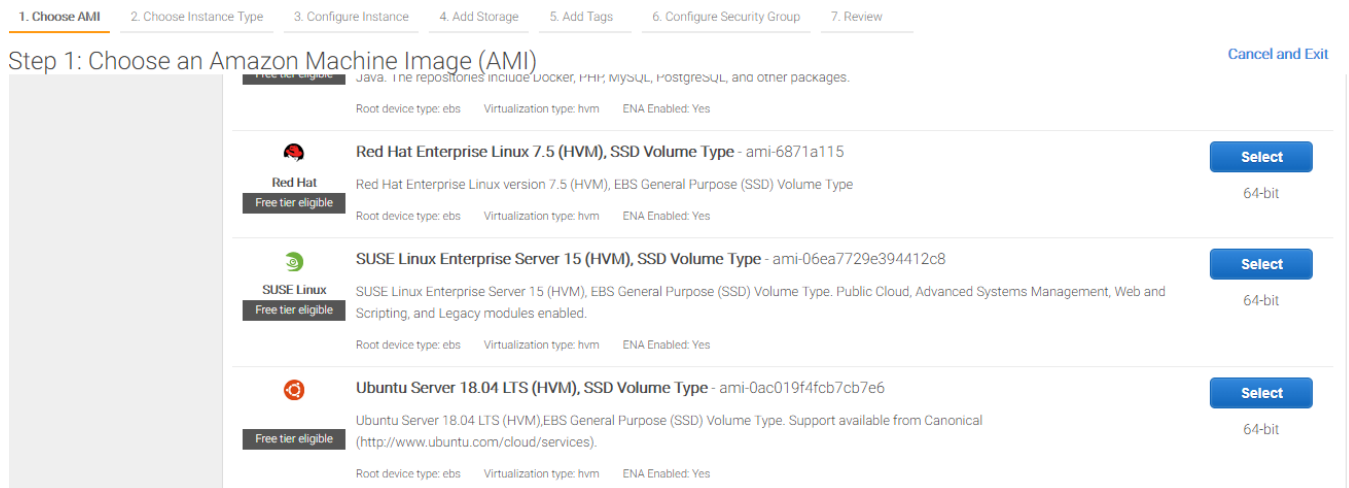 1. Choose AMI 2. Choose Instance Type 3. Configure Instance 4. Add Storage 5. Add Tags 6. Configure Security Group 7. Review
Step 1: Choose an Amazon Machine Image (AMI)
Cancel and Exit
Free tier eligible
Java. The repositories include Docker, PHP, MySQL, PostgreSQL, and other packages.
Root device type: ebs Virtualization type: hvm ENA Enabled: Yes
Red Hat Enterprise Linux 7.5 (HVM), SSD Volume Type - ami-6871a115
Select
Red Hat
Red Hat Enterprise Linux version 7.5 (HVM), EBS General Purpose (SSD) Volume Type
64-bit
Free tier eligible
Root device type: ebs Virtualization type: hvm ENA Enabled: Yes
SUSE Linux Enterprise Server 15 (HVM), SSD Volume Type - ami-06ea7729e394412c8
Select
SUSE Linux
SUSE Linux Enterprise Server 15 (HVM), EBS General Purpose (SSD) Volume Type. Public Cloud, Advanced Systems Management, Web and
64-bit
Free tier eligible
Scripting, and Legacy modules enabled.
Root device type: ebs Virtualization type: hvm ENA Enabled: Yes
Ubuntu Server 18.04 LTS (HVM), SSD Volume Type - ami-0ac019f4fcb7cb7e6
Select
Ubuntu Server 18.04 LTS (HVM),EBS General Purpose (SSD) Volume Type. Support available from Canonical
64-bit
Free tier eligible
(http://www.ubuntu.com/cloud/services).
Root device type: ebs Virtualization type: hvm ENA Enabled: Yes